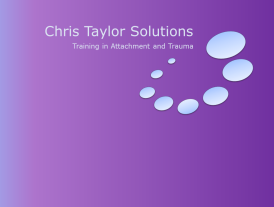 Chris Taylor Solutions
Training in Attachment and Trauma